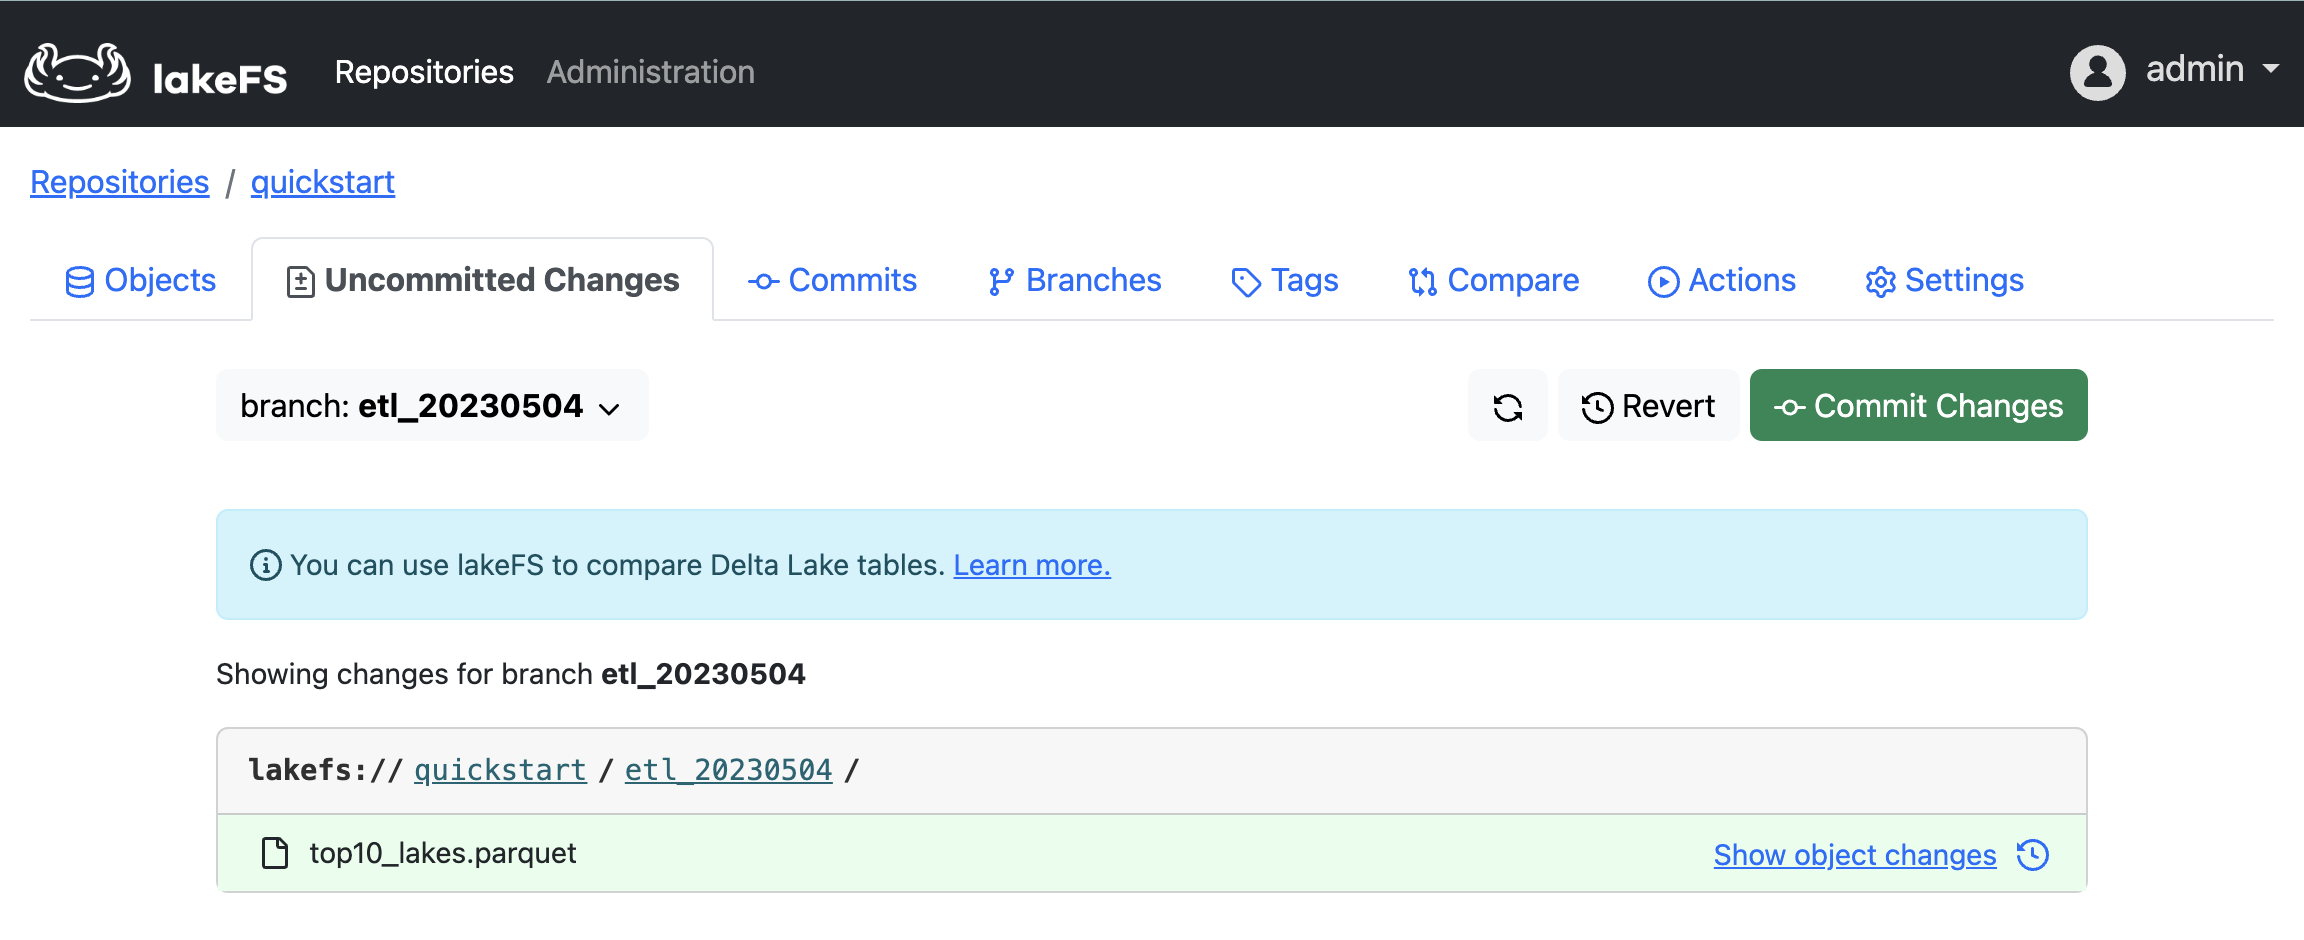 lakeFS Repositories Administration admin
Repositories / quickstart
Objects Uncommitted Changes Commits Branches Tags Compare Actions Settings
branch: etl_20230504 Revert Commit Changes
You can use lakeFS to compare Delta Lake tables. Learn more.
Showing changes for branch etl_20230504
lakefs:// quickstart / etl_20230504 /
top10_lakes.parquet Show object changes